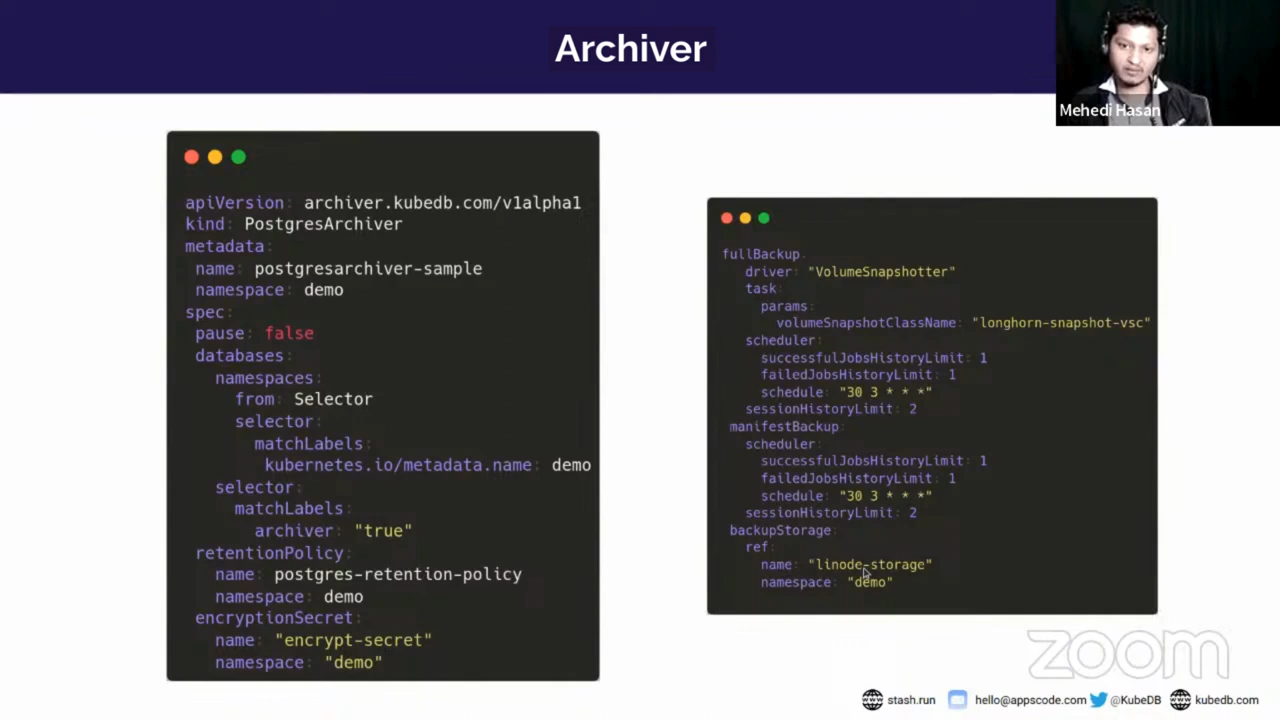 Archiver
Mehedi Hasan
apiVersion: archiver.kubedb.com/v1alpha1
kind: PostgresArchiver
metadata:
name: postgresarchiver-sample
namespace: demo
spec:
pause: false
databases:
namespaces:
from: Selector
selector:
matchLabels:
kubernetes.io/metadata.name: demo
selector:
matchLabels:
archiver: "true"
retentionPolicy:
name: postgres-retention-policy
namespace: demo
encryptionSecret:
name: "encrypt-secret"
namespace: "demo"
fullBackup:
driver: "VolumeSnapshotter"
task:
params:
volumeSnapshotClassName: "longhorn-snapshot-vsc"
scheduler:
successfulJobsHistoryLimit: 1
failedJobsHistoryLimit: 1
schedule: "30 3 * * *"
sessionHistoryLimit: 2
manifestBackup:
scheduler:
successfulJobsHistoryLimit: 1
failedJobsHistoryLimit: 1
schedule: "30 3 * * *"
sessionHistoryLimit: 2
backupStorage:
ref:
name: "linode-storage"
namespace: "demo"
zoom
stash.run hello@appscode.com @KubeDB kubedb.com